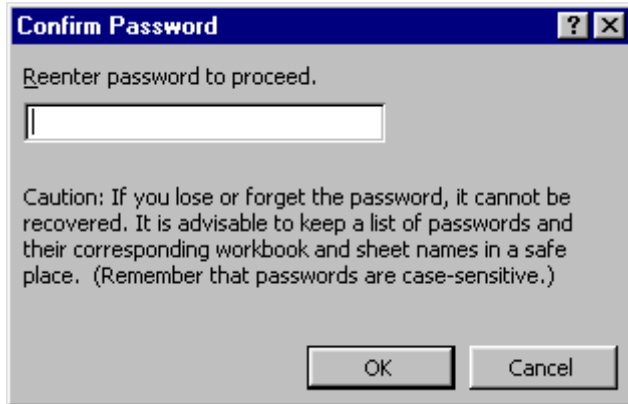 Confirm Password
Reenter password to proceed.
Caution: If you lose or forget the password, it cannot be
recovered. It is advisable to keep a list of passwords and
their corresponding workbook and sheet names in a safe
place.  (Remember that passwords are case-sensitive.)
OK Cancel